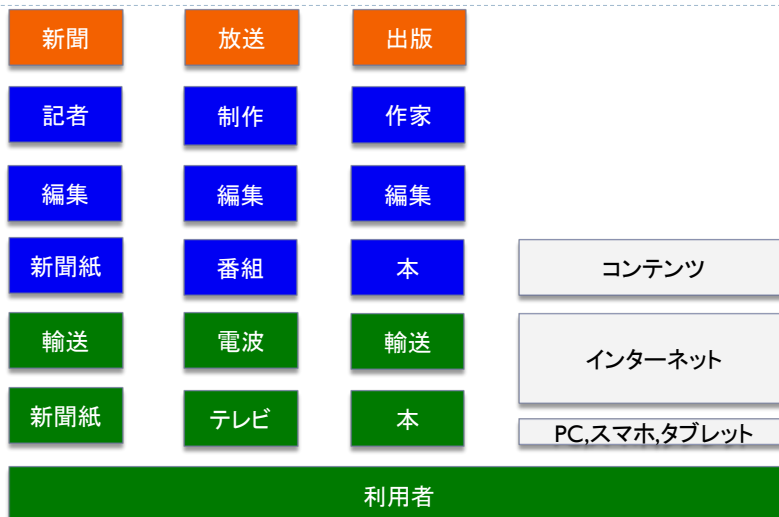 新聞 放送 出版
記者 制作 作家
編集 編集 編集
新聞紙 番組 本 コンテンツ
輸送 電波 輸送 インターネット
新聞紙 テレビ 本 PC,スマホ,タブレット
利用者